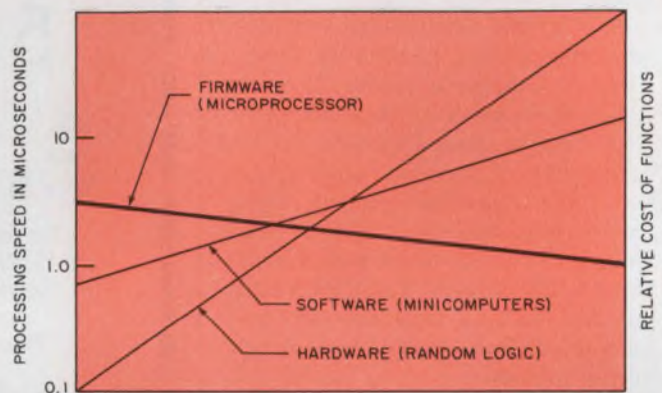 PROCESSING SPEED IN MICROSECONDS
10
1.0
0.1
FIRMWARE
(MICROPROCESSOR)
SOFTWARE (MINICOMPUTERS)
HARDWARE (RANDOM LOGIC)
RELATIVE COST OF FUNCTIONS